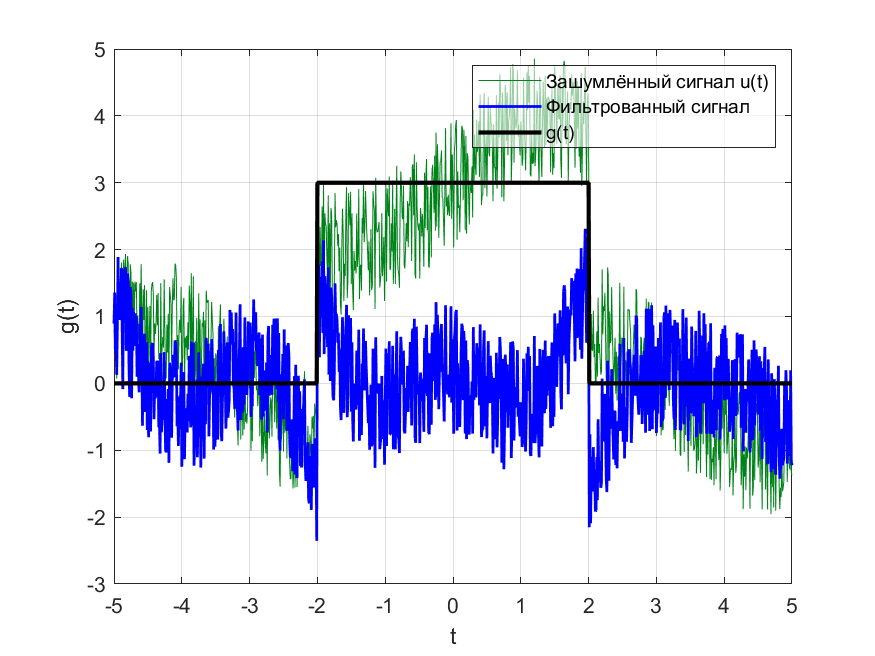 5
4
3
2
1
0
-1
-2
-3
g(t)
Зашумлённый сигнал u(t)
Фильтрованный сигнал
g(t)
-5 -4 -3 -2 -1 0 1 2 3 4 5
t